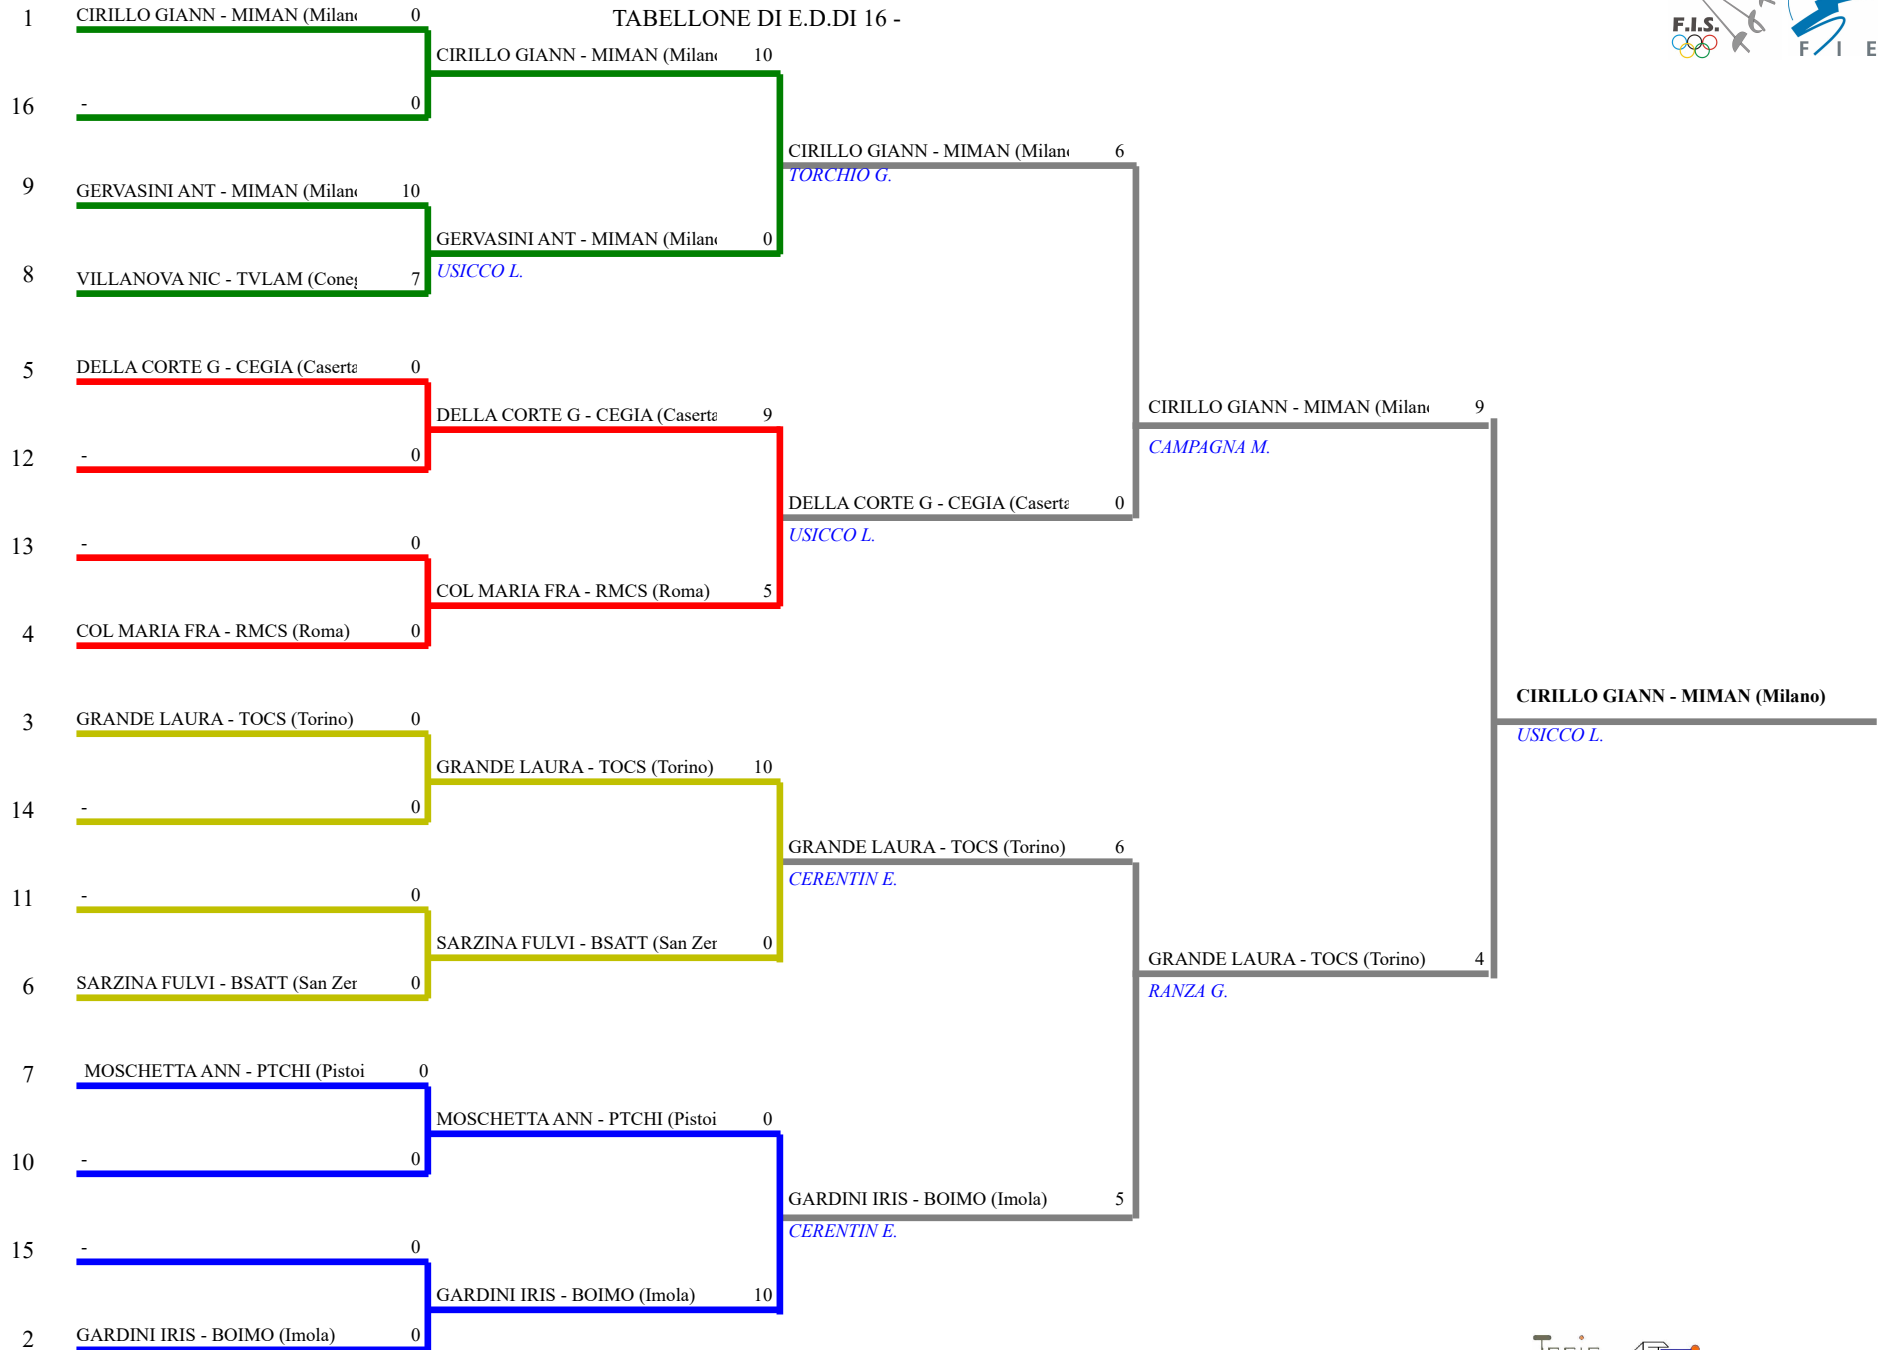 TABELLONE DI E.D.DI 16 -
F.I.S.
F I E
1 CIRILLO GIANN - MIMAN (Milan 0
CIRILLO GIANN - MIMAN (Milan 10
16 - 0
CIRILLO GIANN - MIMAN (Milan 6
TORCHIO G.
9 GERVASINI ANT - MIMAN (Milan 10
GERVASINI ANT - MIMAN (Milan 0
USICCO L.
8 VILLANOVA NIC - TVLAM (Coneg 7
5 DELLA CORTE G - CEGIA (Caserta 0
CIRILLO GIANN - MIMAN (Milan 9
CAMPAGNA M.
DELLA CORTE G - CEGIA (Caserta 9
12 - 0
DELLA CORTE G - CEGIA (Caserta 0
USICCO L.
13 - 0
COL MARIA FRA - RMCS (Roma) 5
4 COL MARIA FRA - RMCS (Roma) 0
CIRILLO GIANN - MIMAN (Milano)
USICCO L.
3 GRANDE LAURA - TOCS (Torino) 0
GRANDE LAURA - TOCS (Torino) 10
14 - 0
GRANDE LAURA - TOCS (Torino) 6
CERENTIN E.
11 - 0
SARZINA FULVI - BSATT (San Zer 0
GRANDE LAURA - TOCS (Torino) 4
RANZA G.
6 SARZINA FULVI - BSATT (San Zer 0
7 MOSCHETTA ANN - PTCHI (Pistoi 0
MOSCHETTA ANN - PTCHI (Pistoi 0
10 - 0
GARDINI IRIS - BOIMO (Imola) 5
CERENTIN E.
15 - 0
GARDINI IRIS - BOIMO (Imola) 10
2 GARDINI IRIS - BOIMO (Imola) 0